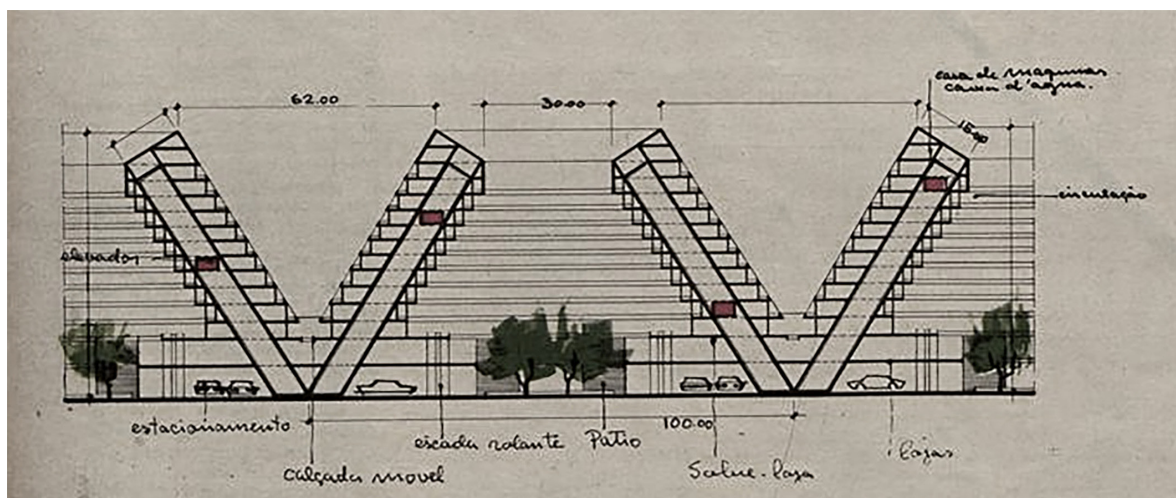 casa de maquinas
caixa d'agua.
62.00
30.00
15.00
circulação
elevador
estacionamento
100.00
escada rolante
Patio
calçada movel
Sobre-loja
lojas